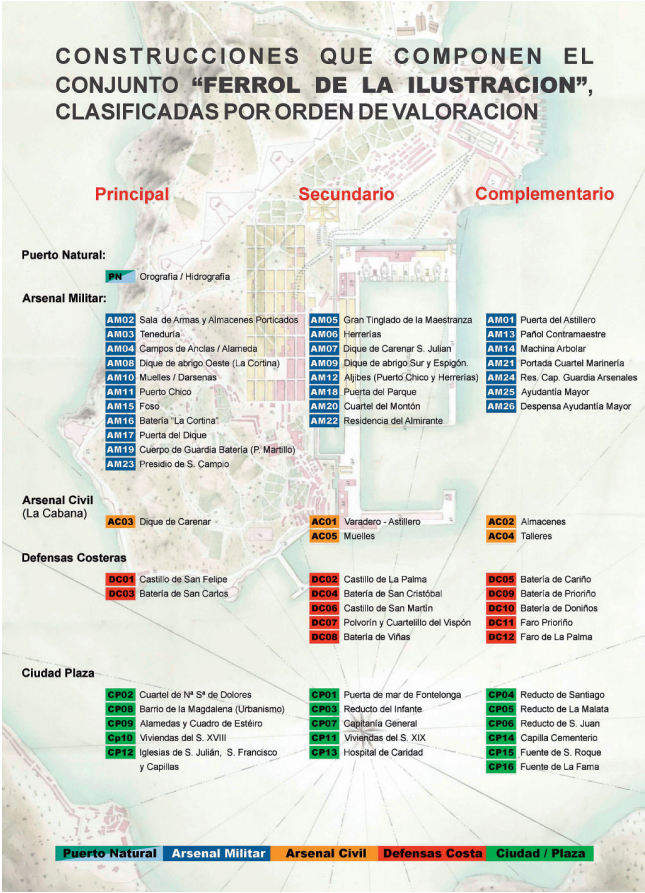 CONSTRUCCIONES QUE COMPONEN EL
CONJUNTO “FERROL DE LA ILUSTRACION”,
CLASIFICADAS POR ORDEN DE VALORACION
Principal Secundario Complementario
Puerto Natural:
PN Orografía / Hidrografía
Arsenal Militar:
AM02 Sala de Armas y Almacenes Porticados
AM03 Teneduría
AM04 Campos de Anclas / Alameda
AM08 Dique de abrigo Oeste (La Cortina)
AM10 Muelles / Darsenas
AM11 Puerto Chico
AM15 Foso
AM16 Batería “La Cortina”
AM17 Puerta del Dique
AM19 Cuerpo de Guardia Batería (P. Martillo)
AM23 Presidio de S. Campio
AM05 Gran Tinglado de la Maestranza
AM06 Herrerías
AM07 Dique de Carenar S. Julian
AM09 Dique de abrigo Sur y Espigón.
AM12 Aljibes (Puerto Chico y Herrerías)
AM18 Puerta del Parque
AM20 Cuartel del Montón
AM22 Residencia del Almirante
AM01 Puerta del Astillero
AM13 Pañol Contramaestre
AM14 Machina Arbolar
AM21 Portada Cuartel Marinería
AM24 Res. Cap. Guardia Arsenales
AM25 Ayudantía Mayor
AM26 Despensa Ayudantía Mayor
Arsenal Civil
(La Cabana)
AC03 Dique de Carenar
AC01 Varadero - Astillero
AC05 Muelles
AC02 Almacenes
AC04 Talleres
Defensas Costeras
DC01 Castillo de San Felipe
DC03 Batería de San Carlos
DC02 Castillo de La Palma
DC04 Batería de San Cristóbal
DC06 Castillo de San Martín
DC07 Polvorín y Cuartelillo del Vispón
DC08 Batería de Viñas
DC05 Batería de Cariño
DC09 Batería de Prioriño
DC10 Batería de Doniños
DC11 Faro Prioriño
DC12 Faro de La Palma
Ciudad Plaza
CP02 Cuartel de Nª Sª de Dolores
CP08 Barrio de la Magdalena (Urbanismo)
CP09 Alamedas y Cuadro de Estéiro
Cp10 Viviendas del S. XVIII
CP12 Iglesias de S. Julián, S. Francisco
y Capillas
CP01 Puerta de mar de Fontelonga
CP03 Reducto del Infante
CP07 Capitanía General
CP11 Viviendas del S. XIX
CP13 Hospital de Caridad
CP04 Reducto de Santiago
CP05 Reducto de La Malata
CP06 Reducto de S. Juan
CP14 Capilla Cementerio
CP15 Fuente de S. Roque
CP16 Fuente de La Fama
Puerto Natural Arsenal Militar Arsenal Civil Defensas Costa Ciudad / Plaza